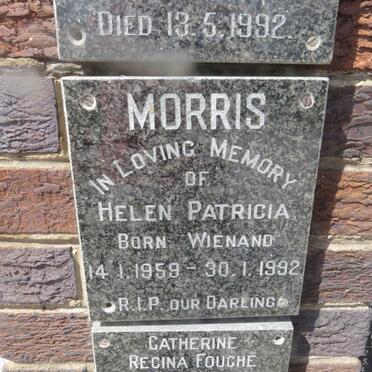 DIED 13.5.1992.
MORRIS
IN LOVING MEMORY
OF
HELEN PATRICIA
BORN WIENAND
14.1.1959 - 30.1.1992
R.I.P. OUR DARLING
CATHERINE
REGINA FOUCHE